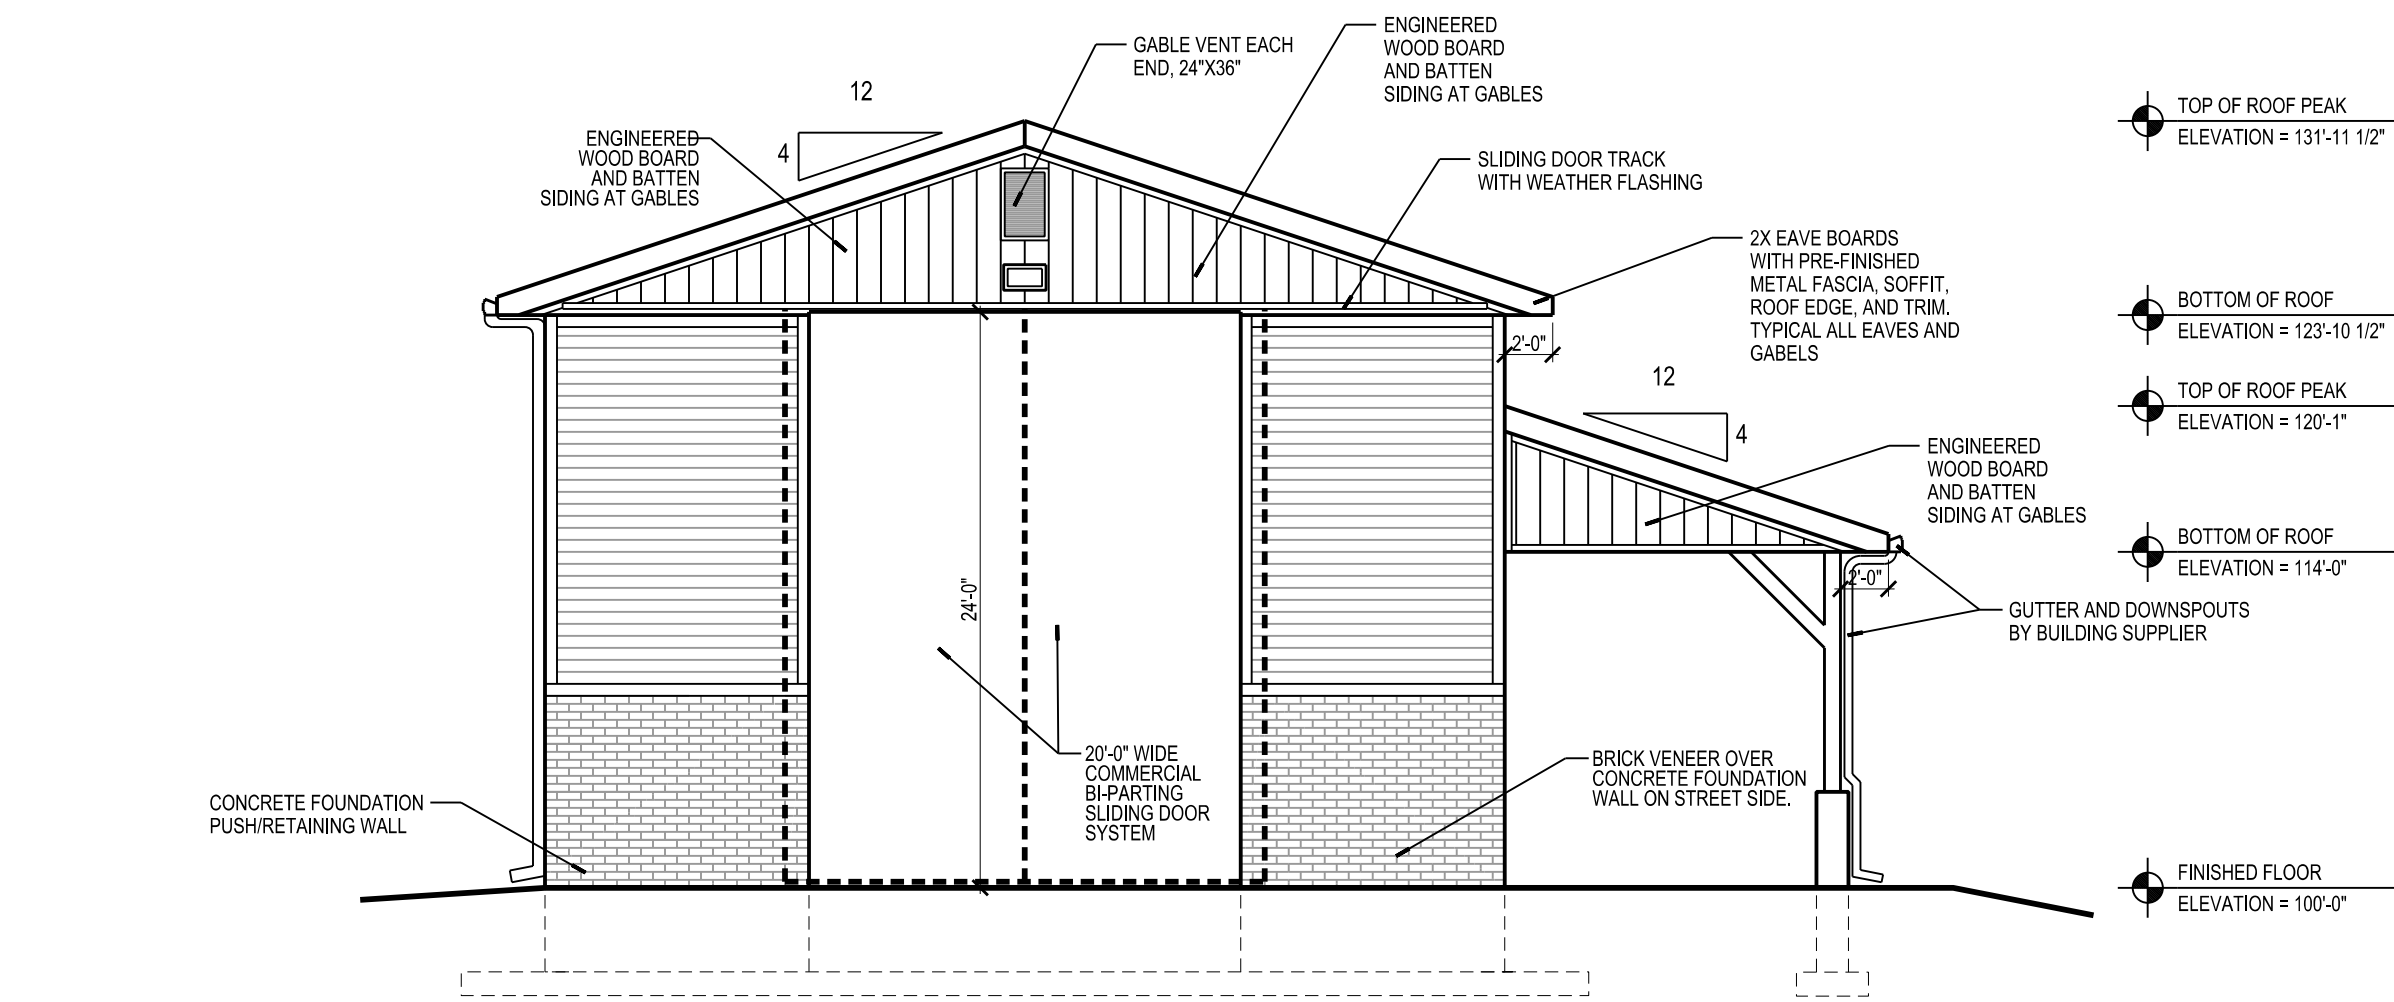 GABLE VENT EACH
END, 24"X36"
ENGINEERED
WOOD BOARD
AND BATTEN
SIDING AT GABLES
12
4
ENGINEERED
WOOD BOARD
AND BATTEN
SIDING AT GABLES
SLIDING DOOR TRACK
WITH WEATHER FLASHING
2X EAVE BOARDS
WITH PRE-FINISHED
METAL FASCIA, SOFFIT,
ROOF EDGE, AND TRIM.
TYPICAL ALL EAVES AND
GABELS
2'-0"
12
4
ENGINEERED
WOOD BOARD
AND BATTEN
SIDING AT GABLES
2'-0"
GUTTER AND DOWNSPOUTS
BY BUILDING SUPPLIER
24'-0"
20'-0" WIDE
COMMERCIAL
BI-PARTING
SLIDING DOOR
SYSTEM
BRICK VENEER OVER
CONCRETE FOUNDATION
WALL ON STREET SIDE.
CONCRETE FOUNDATION
PUSH/RETAINING WALL
TOP OF ROOF PEAK
ELEVATION = 131'-11 1/2"
BOTTOM OF ROOF
ELEVATION = 123'-10 1/2"
TOP OF ROOF PEAK
ELEVATION = 120'-1"
BOTTOM OF ROOF
ELEVATION = 114'-0"
FINISHED FLOOR
ELEVATION = 100'-0"